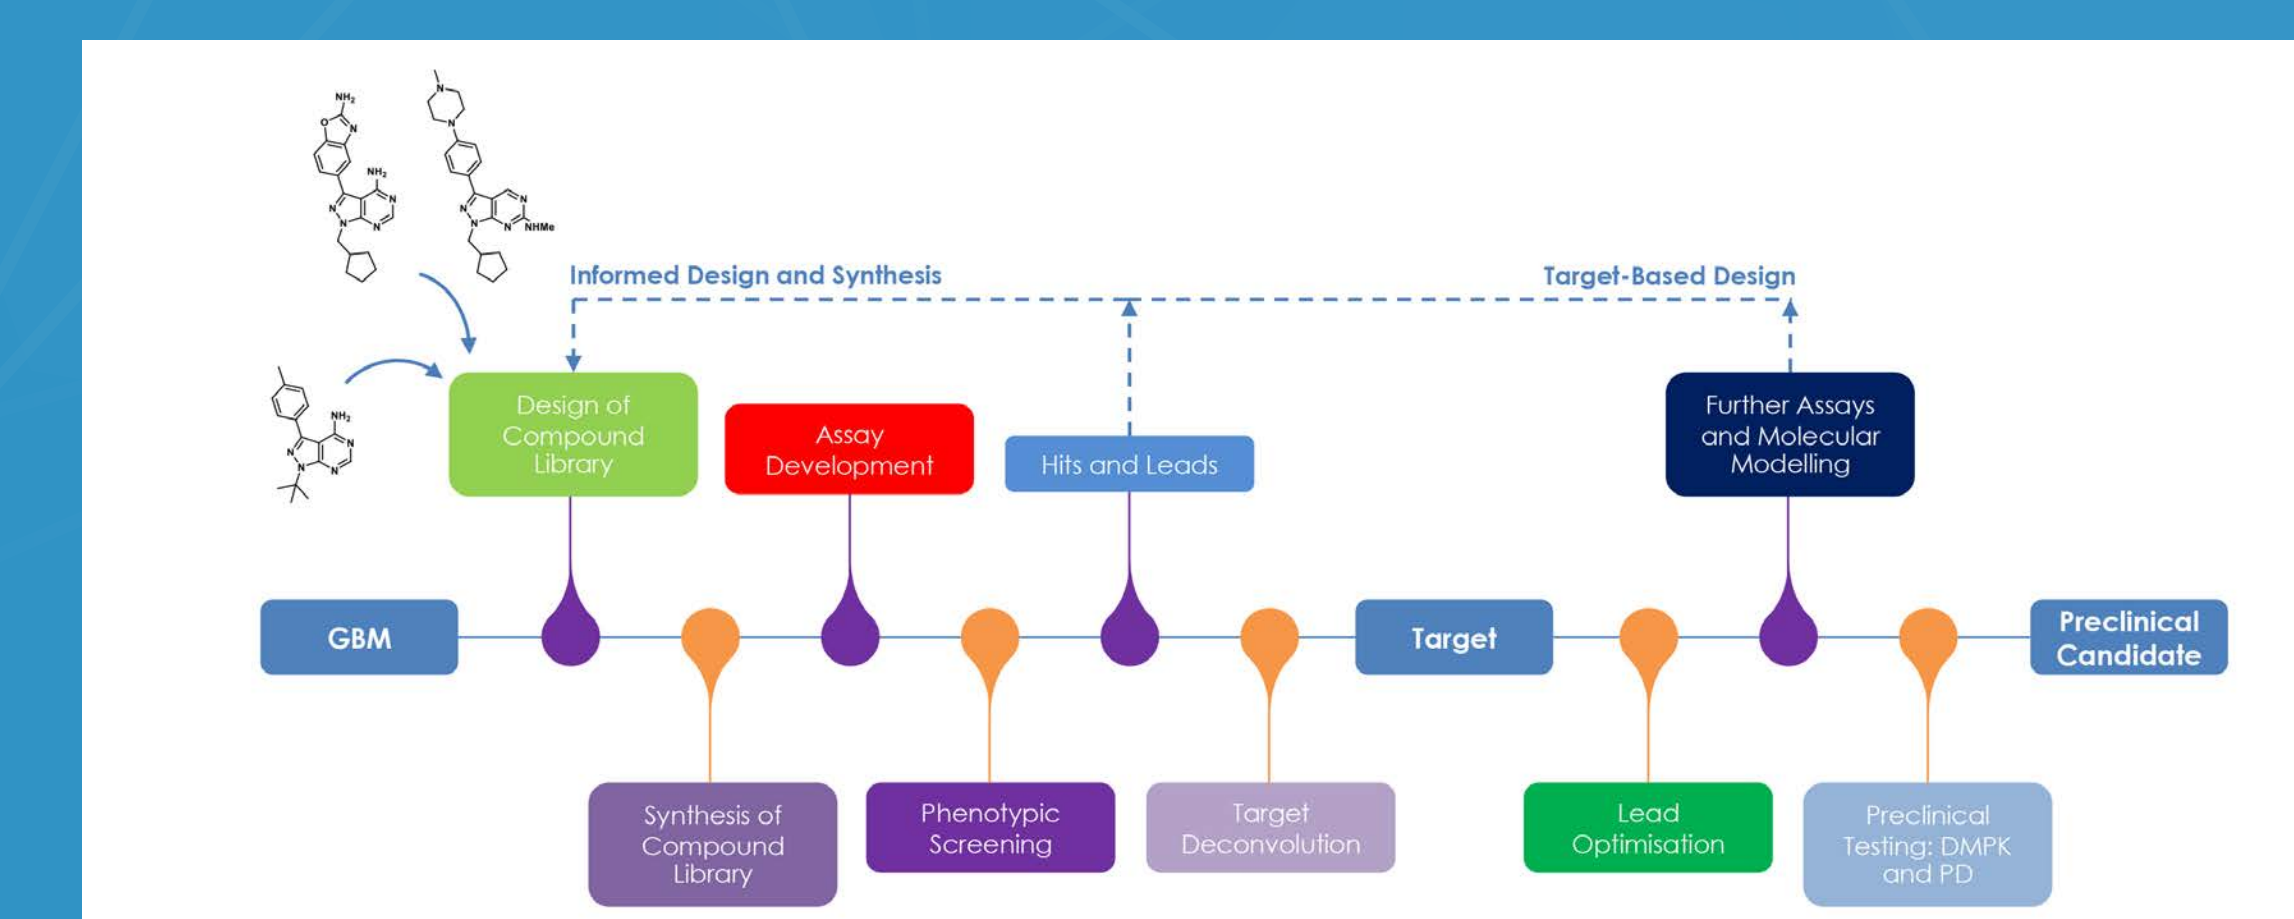 NH2
O
N
NH2
N
N
N
N
N
N
N
N
N
N
N
NHMe
Informed Design and Synthesis
Target-Based Design
NH2
N
N
N
N
Design of
Compound
Library
Assay
Development
Hits and Leads
Further Assays
and Molecular
Modelling
GBM
Target
Preclinical
Candidate
Synthesis of
Compound
Library
Phenotypic
Screening
Target
Deconvolution
Lead
Optimisation
Preclinical
Testing: DMPK
and PD